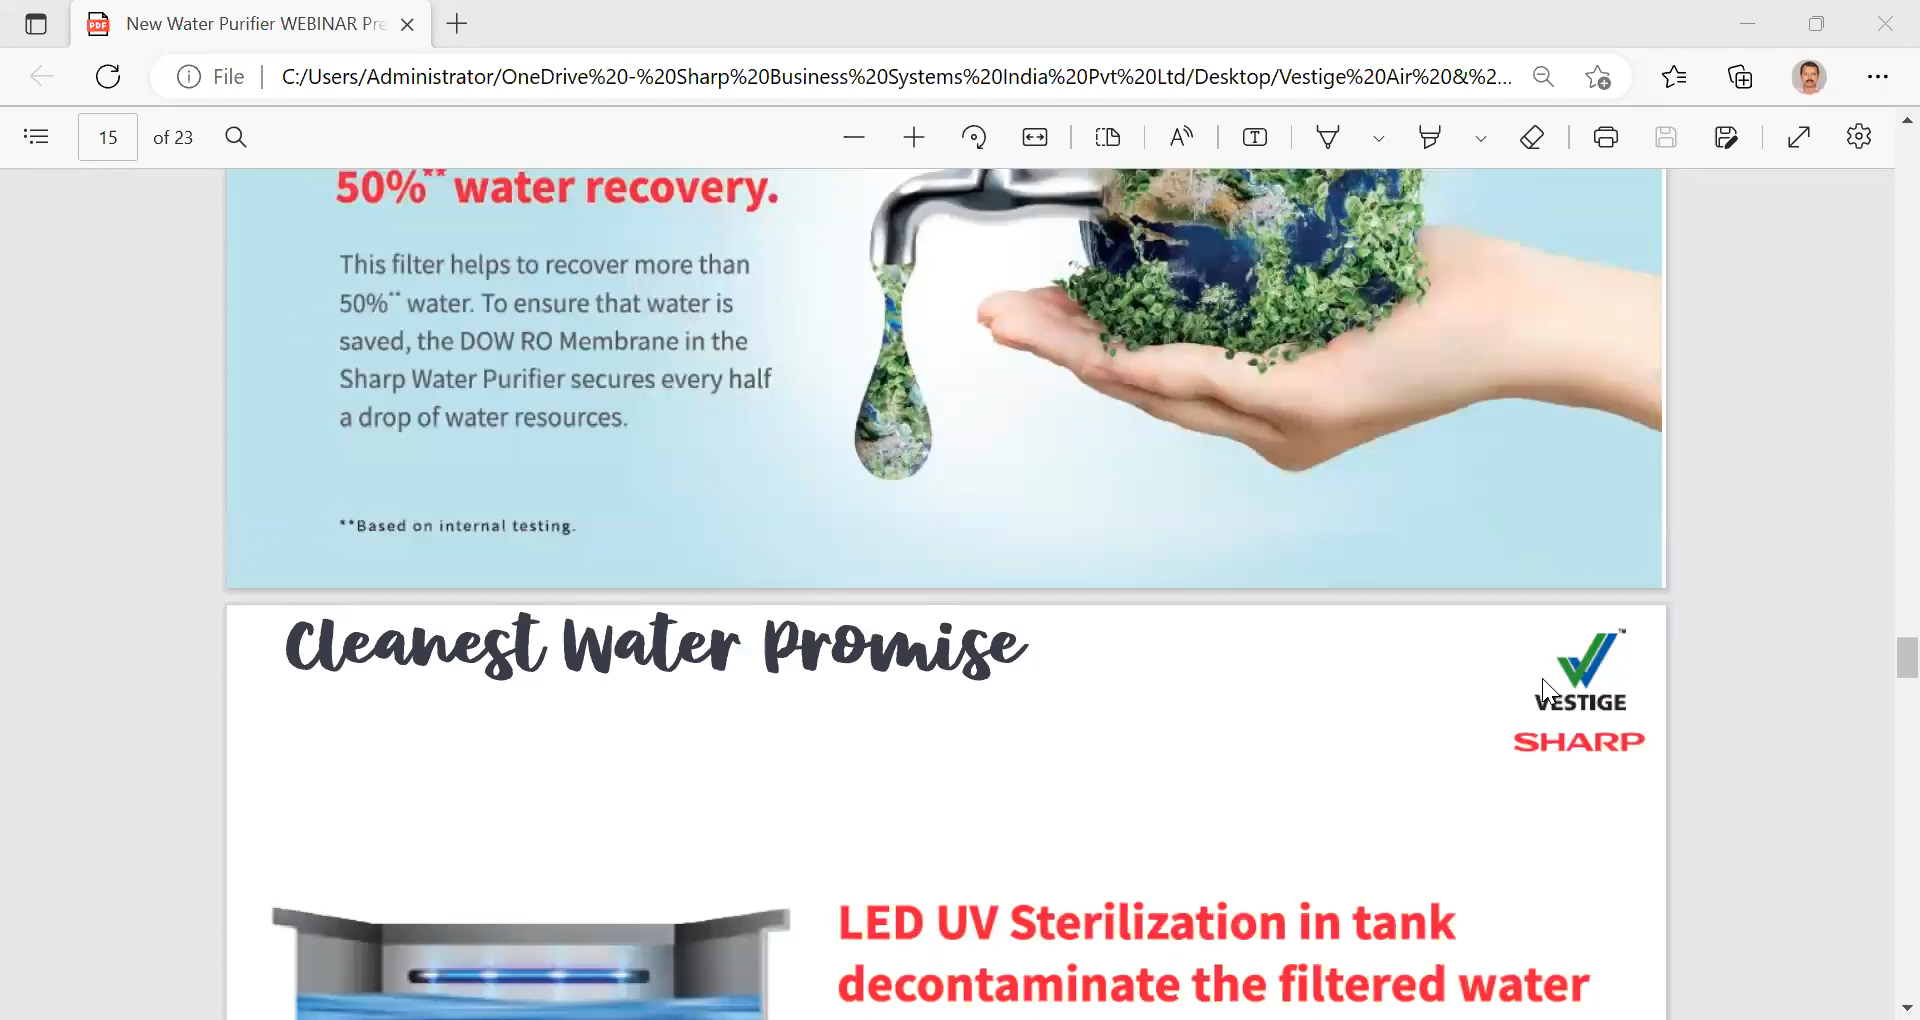 New Water Purifier WEBINAR Pre
File
C:/Users/Administrator/OneDrive%20-%20Sharp%20Business%20Systems%20India%20Pvt%20Ltd/Desktop/Vestige%20Air%20&%2...
15 of 23
50%** water recovery.
This filter helps to recover more than
50%** water. To ensure that water is
saved, the DOW RO Membrane in the
Sharp Water Purifier secures every half
a drop of water resources.
**Based on internal testing.
Cleanest Water Promise
VESTIGE
SHARP
LED UV Sterilization in tank
decontaminate the filtered water